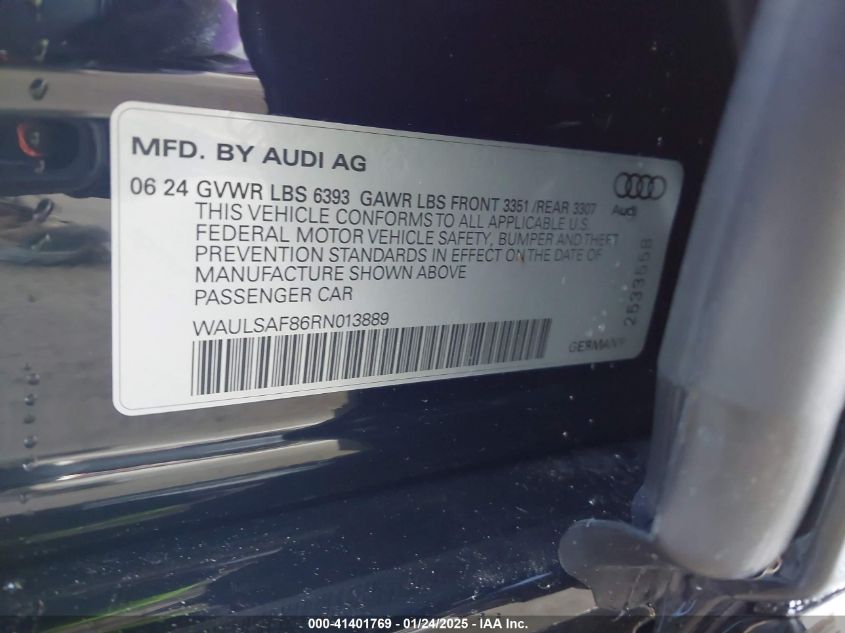 MFD. BY AUDI AG
06 24 GVWR LBS 6393 GAWR LBS FRONT 3351 /REAR 3307
THIS VEHICLE CONFORMS TO ALL APPLICABLE U.S.
FEDERAL MOTOR VEHICLE SAFETY, BUMPER AND THEFT
PREVENTION STANDARDS IN EFFECT ON THE DATE OF
MANUFACTURE SHOWN ABOVE
PASSENGER CAR
WAULSAF86RN013889
Audi
2533558
GERMANY
000-41401769 - 01/24/2025 - IAA Inc.